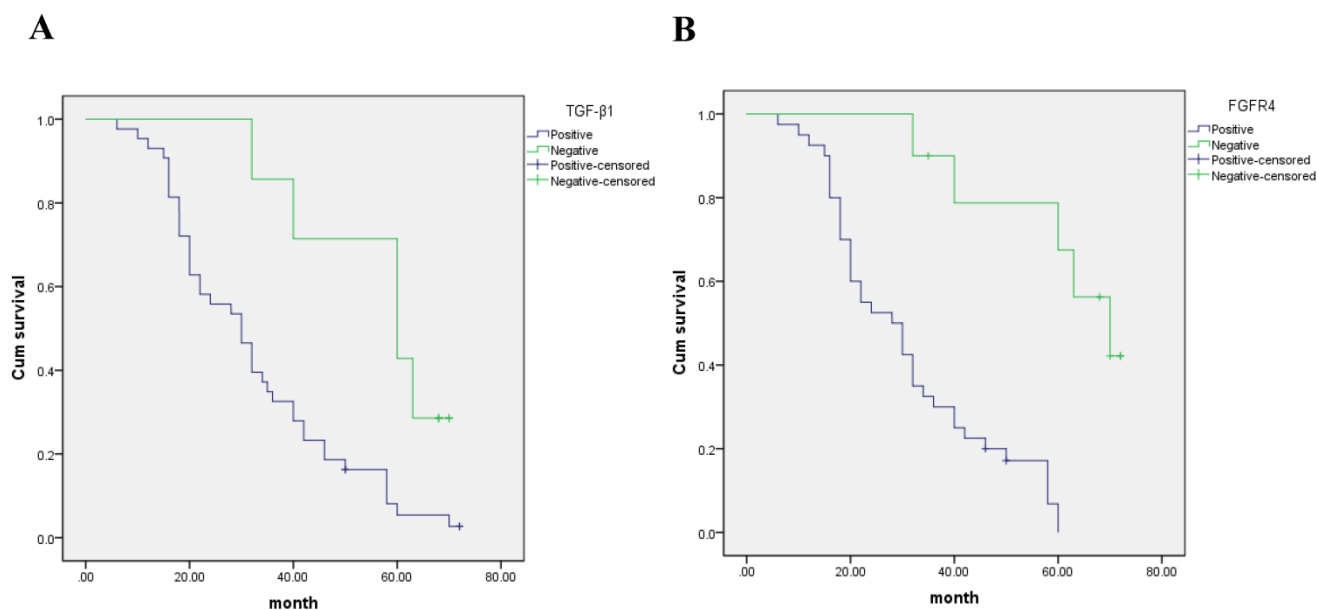 A
TGF-β1
Positive
Negative
Positive-censored
Negative-censored
1.0
0.8
0.6
0.4
0.2
0.0
Cum survival
.00 20.00 40.00 60.00 80.00
month
B
FGFR4
Positive
Negative
Positive-censored
Negative-censored
1.0
0.8
0.6
0.4
0.2
0.0
Cum survival
.00 20.00 40.00 60.00 80.00
month